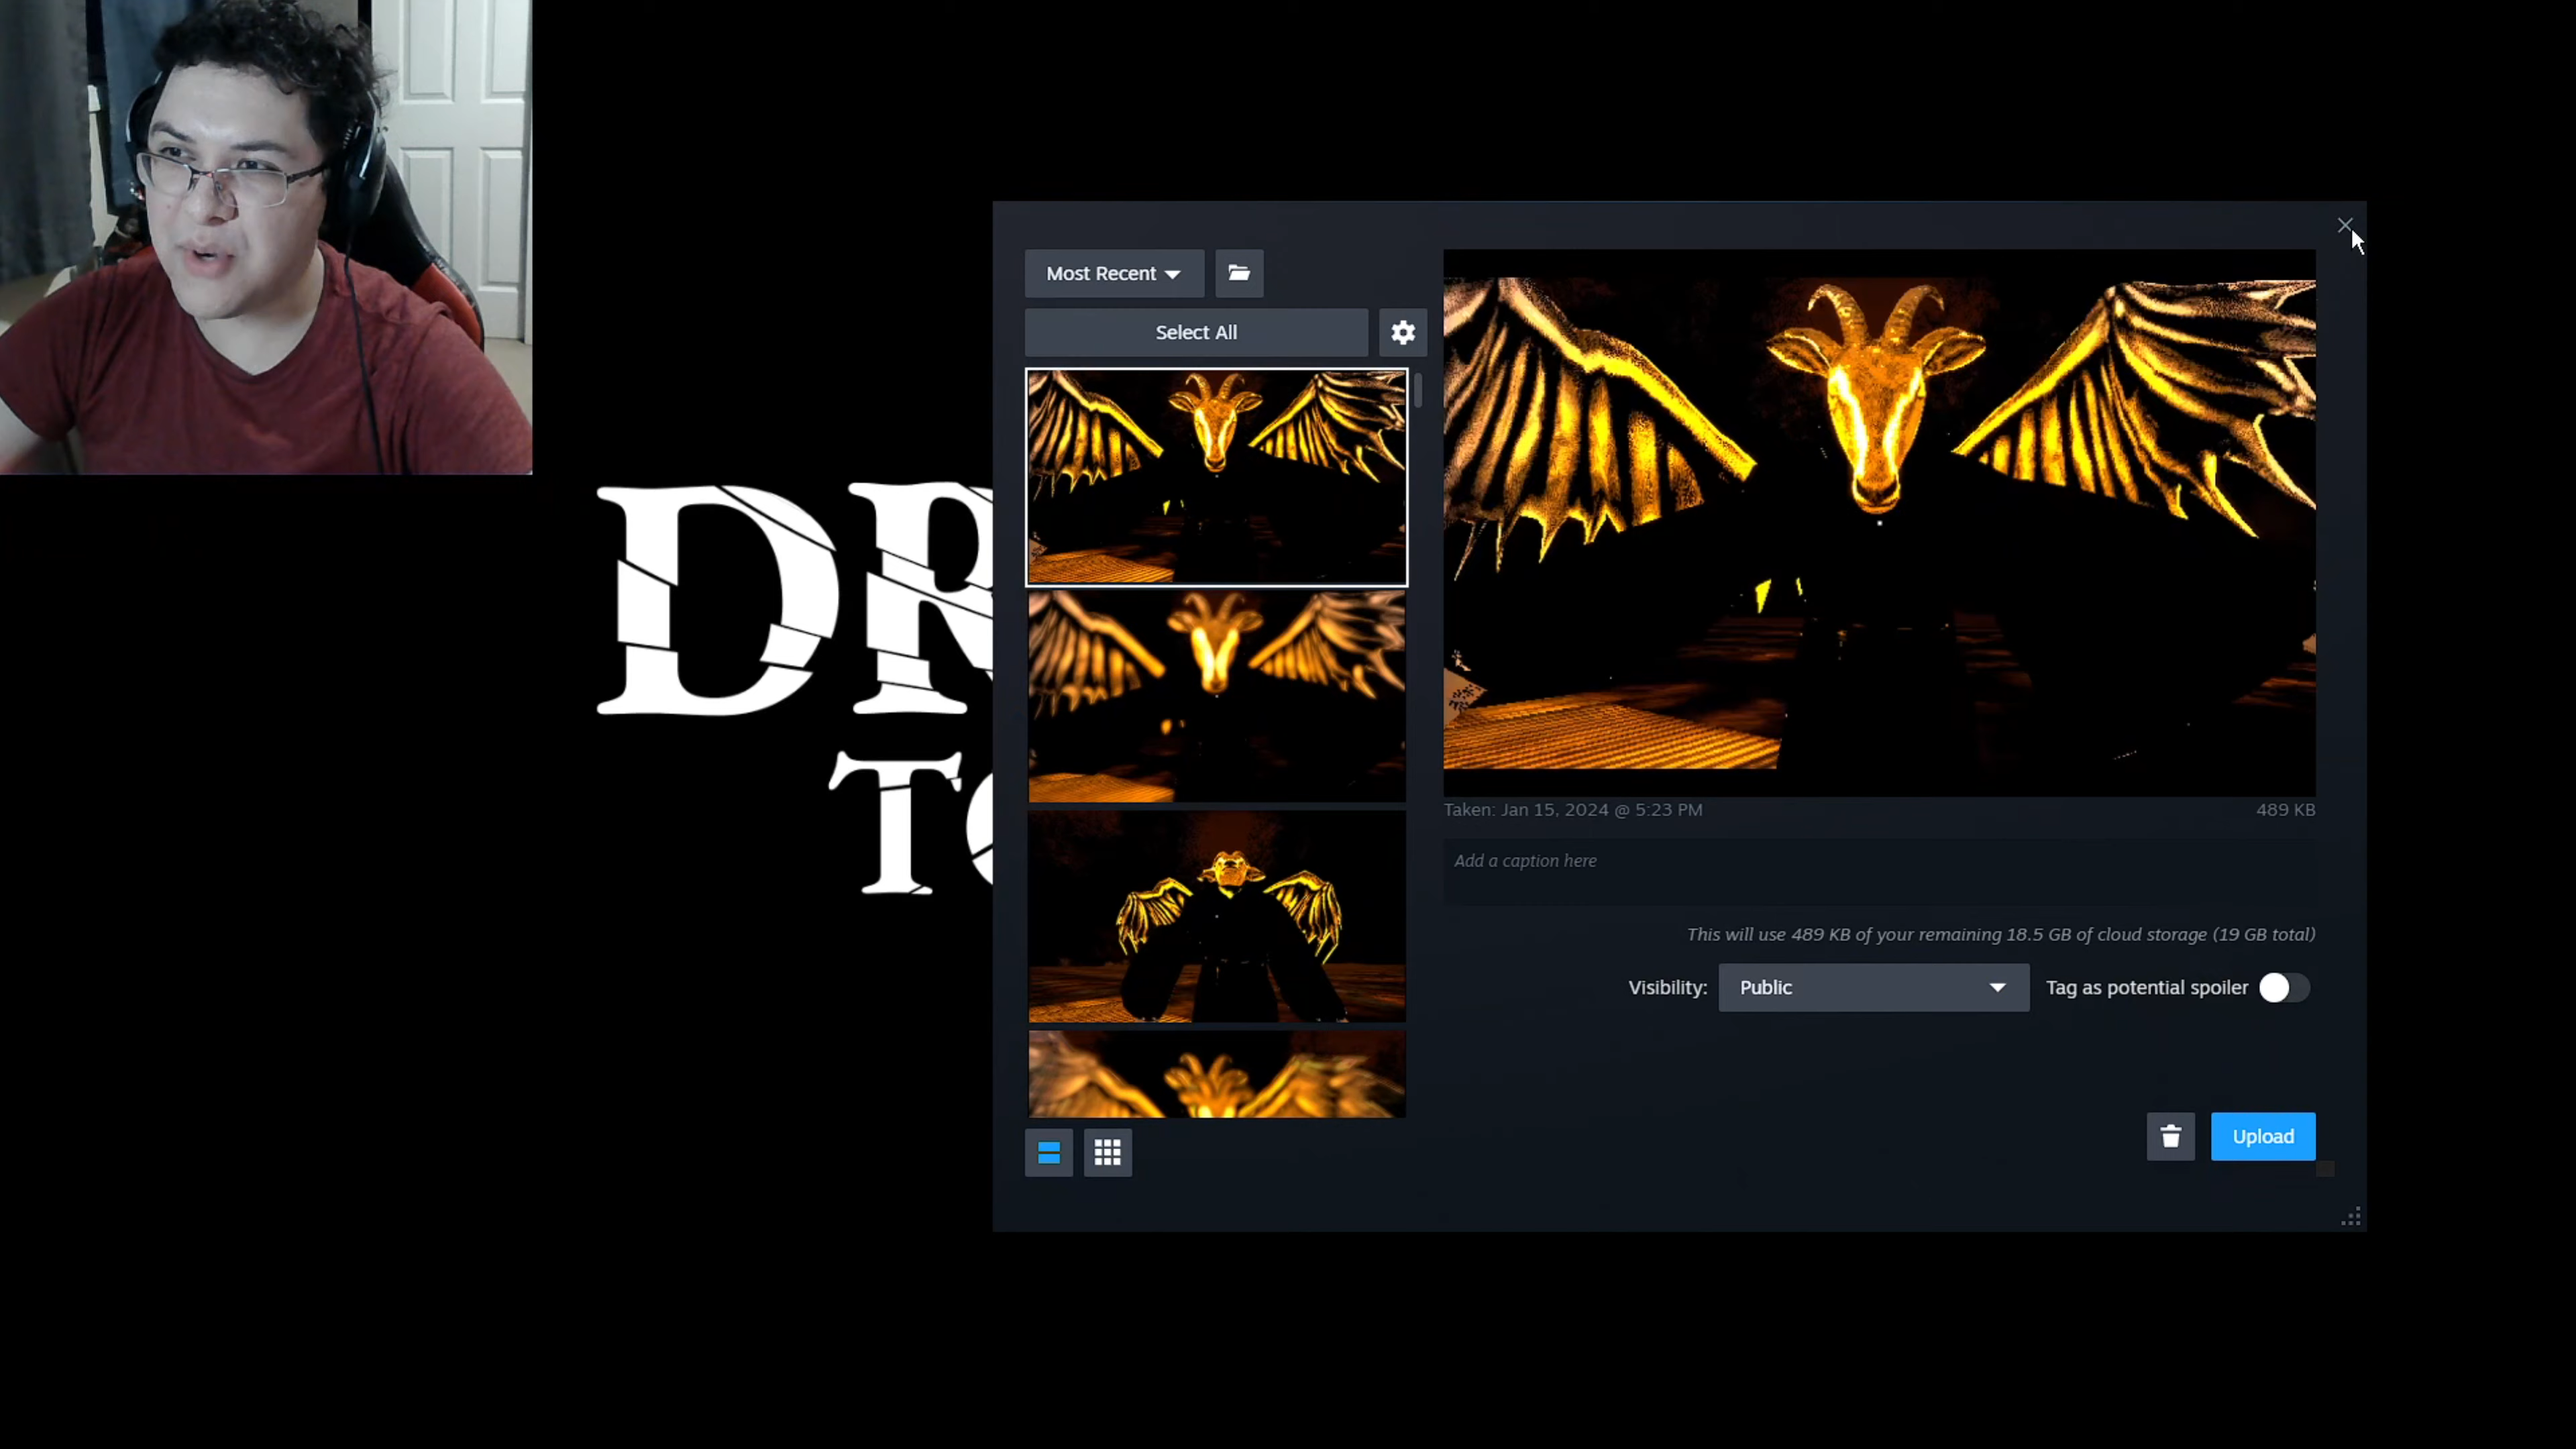 Most Recent
Select All
DR
TO
Taken: Jan 15, 2024 @ 5:23 PM
489 KB
Add a caption here
This will use 489 KB of your remaining 18.5 GB of cloud storage (19 GB total)
Visibility:
Public
Tag as potential spoiler
Upload